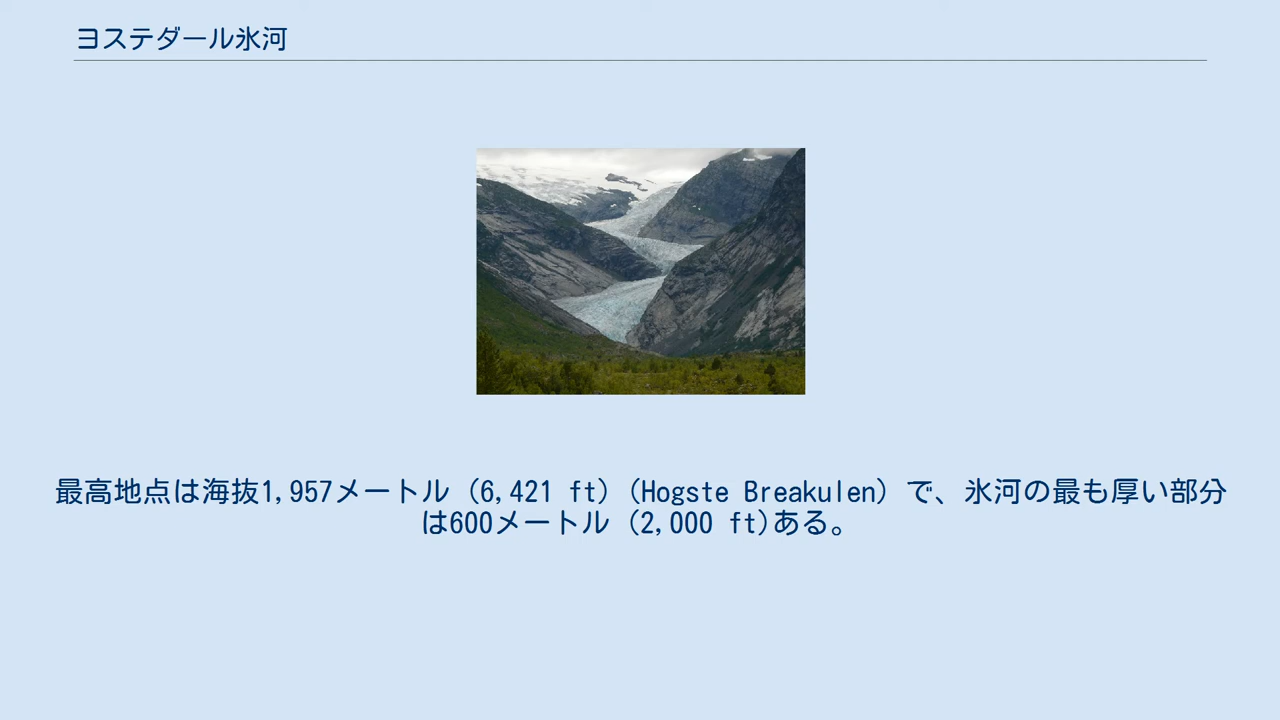 ヨステダール氷河
最高地点は海抜1,957メートル (6,421 ft) (Hogste Breakulen) で、氷河の最も厚い部分
は600メートル (2,000 ft)ある。